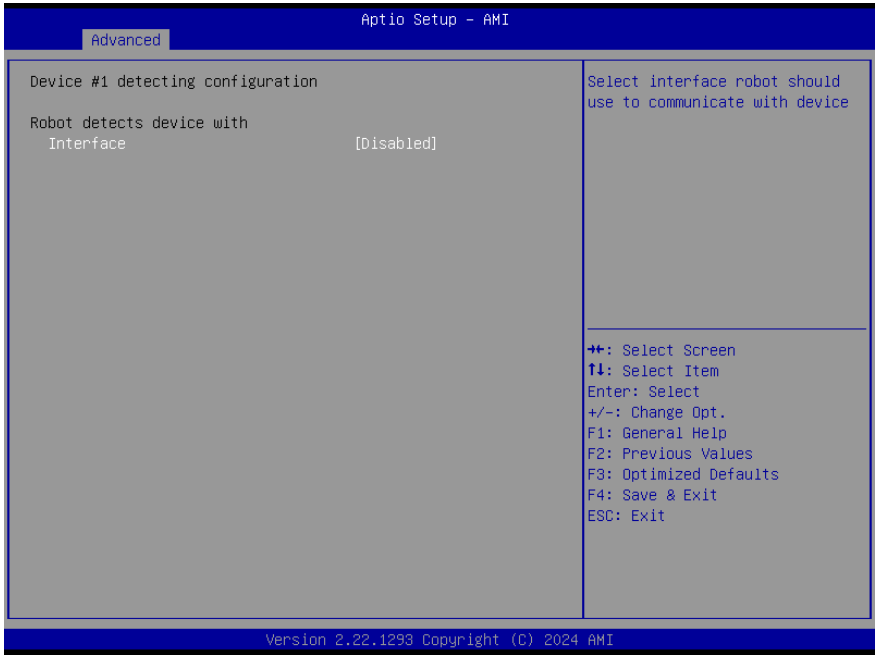 Aptio Setup – AMI
Advanced
Device #1 detecting configuration
Robot detects device with
Interface [Disabled]
Select interface robot should
use to communicate with device
→←: Select Screen
↑↓: Select Item
Enter: Select
+/-: Change Opt.
F1: General Help
F2: Previous Values
F3: Optimized Defaults
F4: Save & Exit
ESC: Exit
Version 2.22.1293 Copyright (C) 2024 AMI